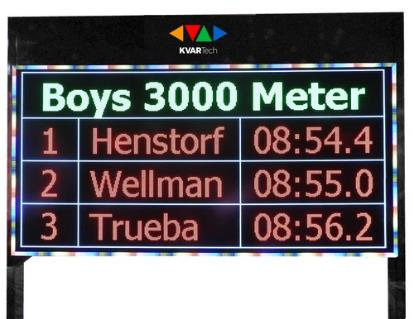 KVARTech
Boys 3000 Meter
1 Henstorf 08:54.4
2 Wellman 08:55.0
3 Trueba 08:56.2